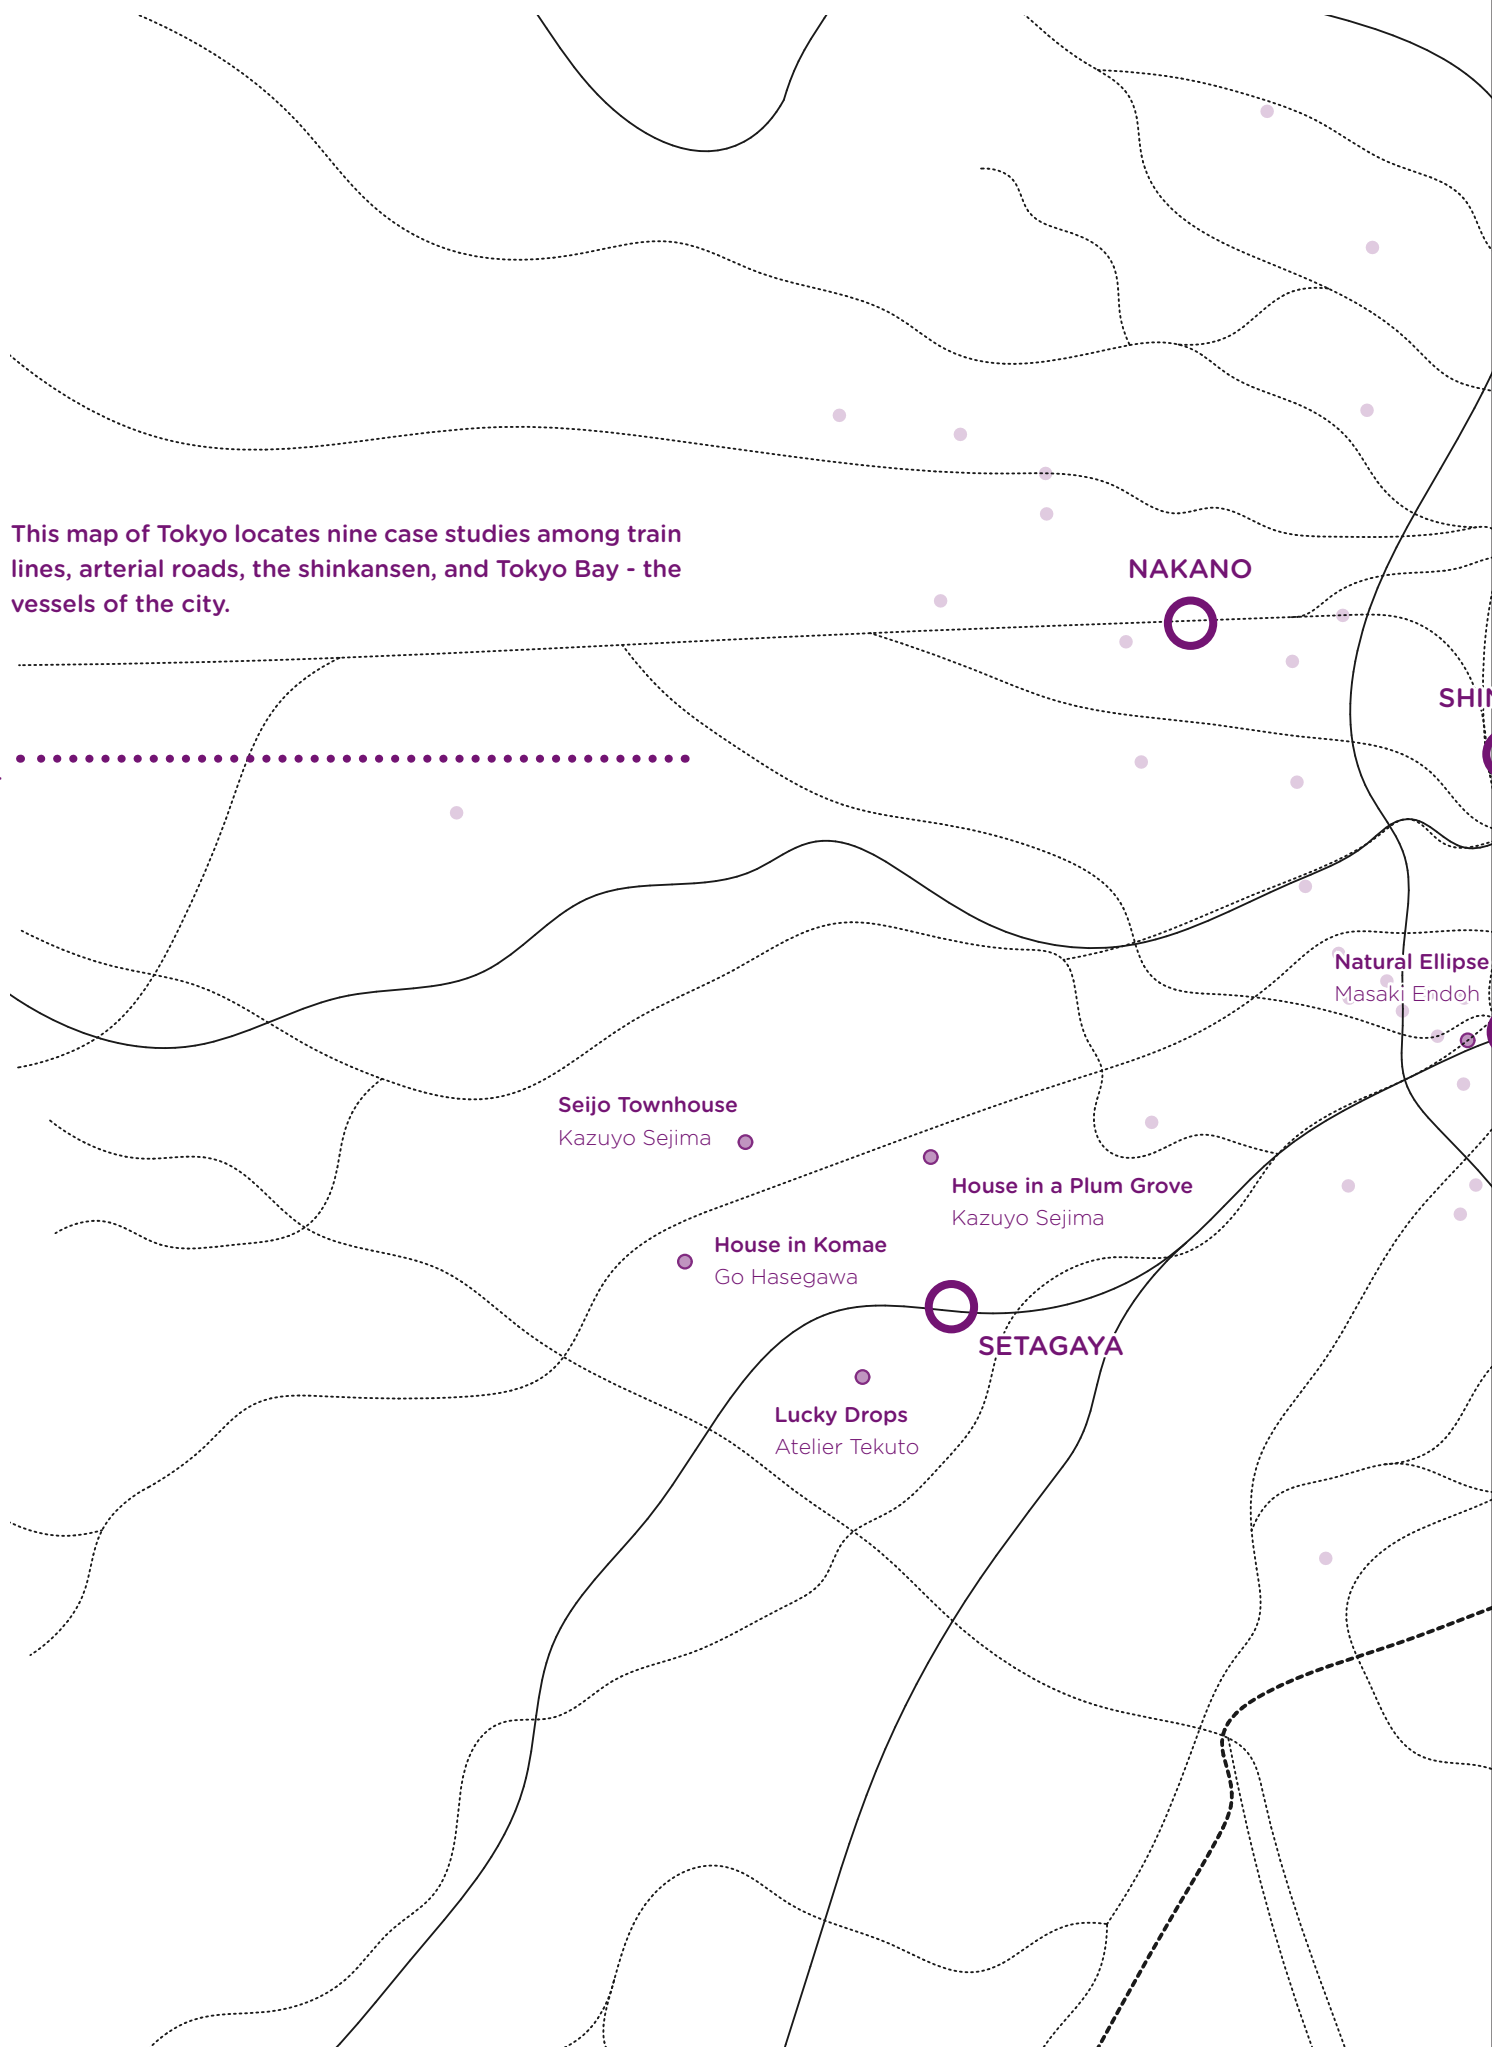 This map of Tokyo locates nine case studies among train
lines, arterial roads, the shinkansen, and Tokyo Bay - the
vessels of the city.
NAKANO
SHIN
Natural Ellipse
Masaki Endoh
Seijo Townhouse
Kazuyo Sejima
House in a Plum Grove
Kazuyo Sejima
House in Komae
Go Hasegawa
SETAGAYA
Lucky Drops
Atelier Tekuto